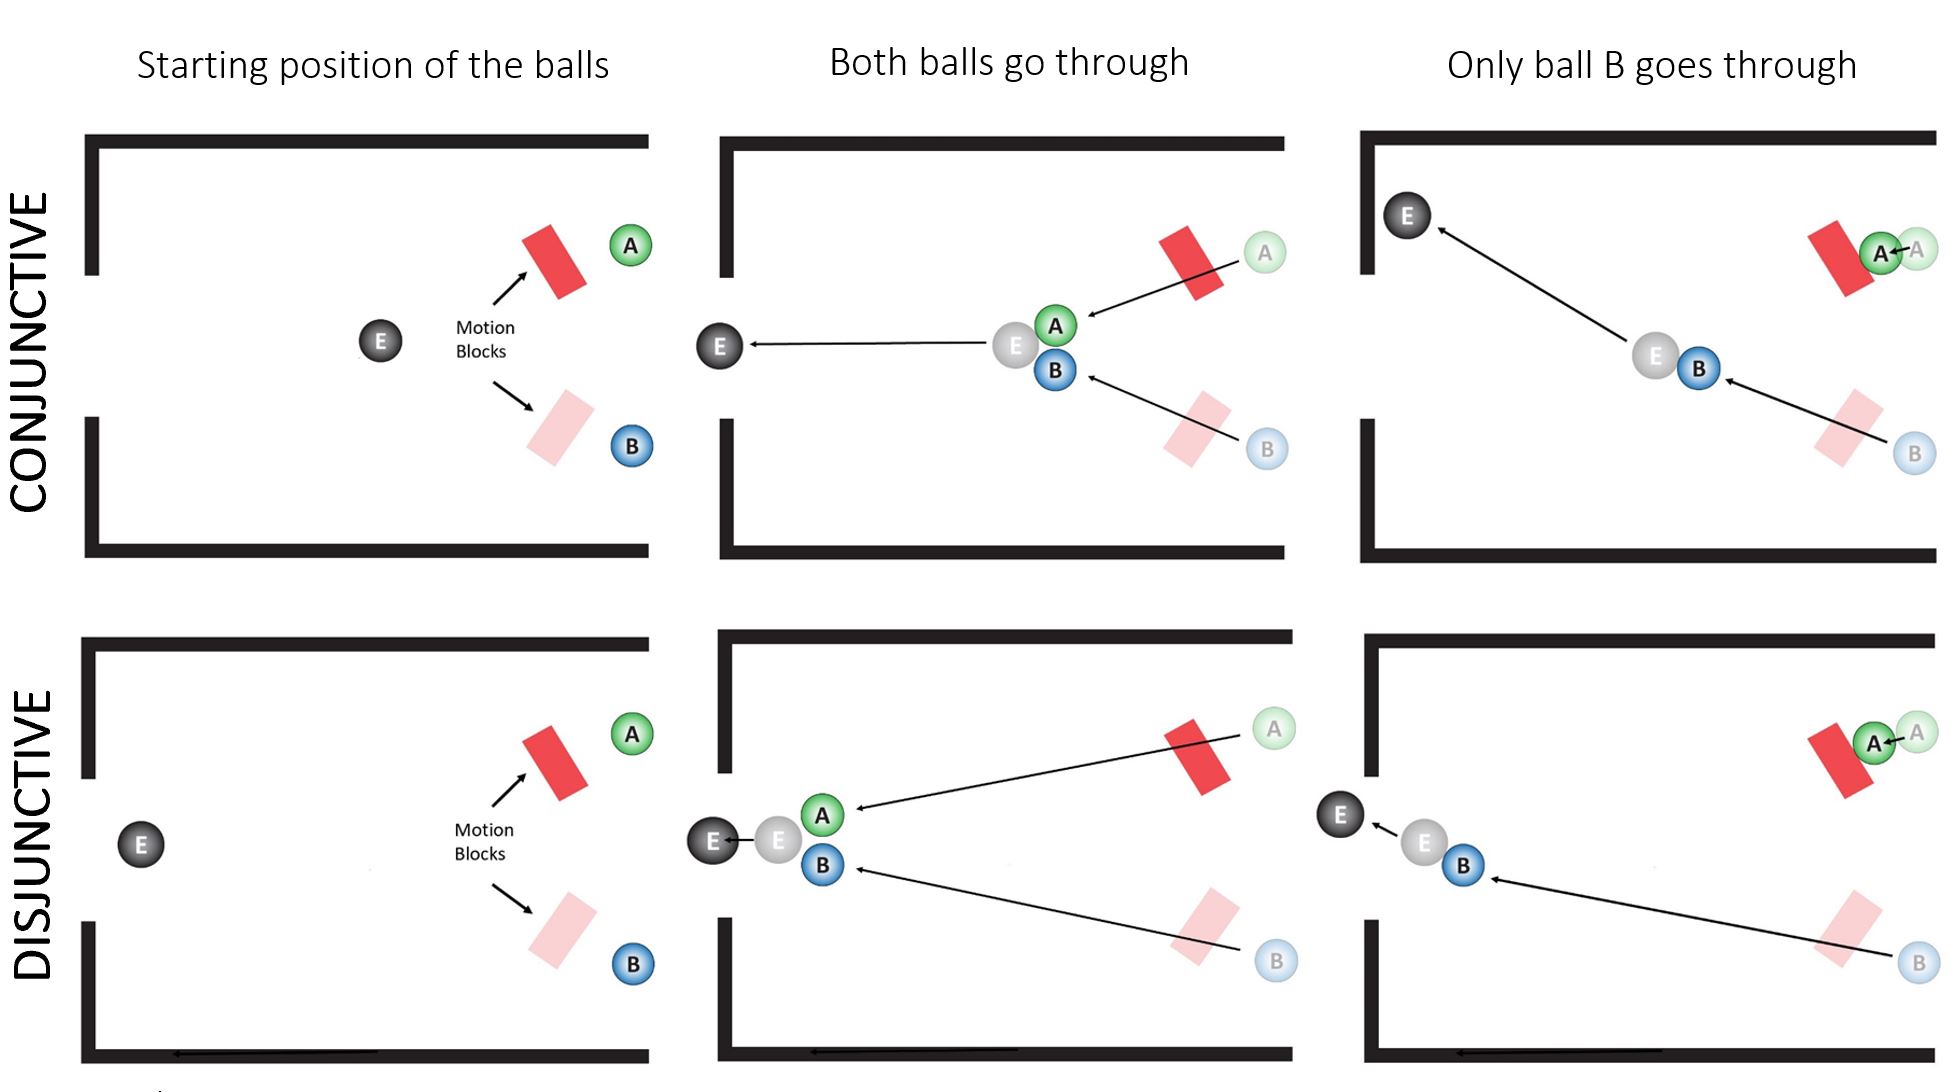 Starting position of the balls
Both balls go through
Only ball B goes through
CONJUNCTIVE
E
Motion
Blocks
A
B
E
E
A
B
A
B
E
E
B
A
A
B
DISJUNCTIVE
E
Motion
Blocks
A
B
E
E
A
B
A
B
E
E
B
A
A
B